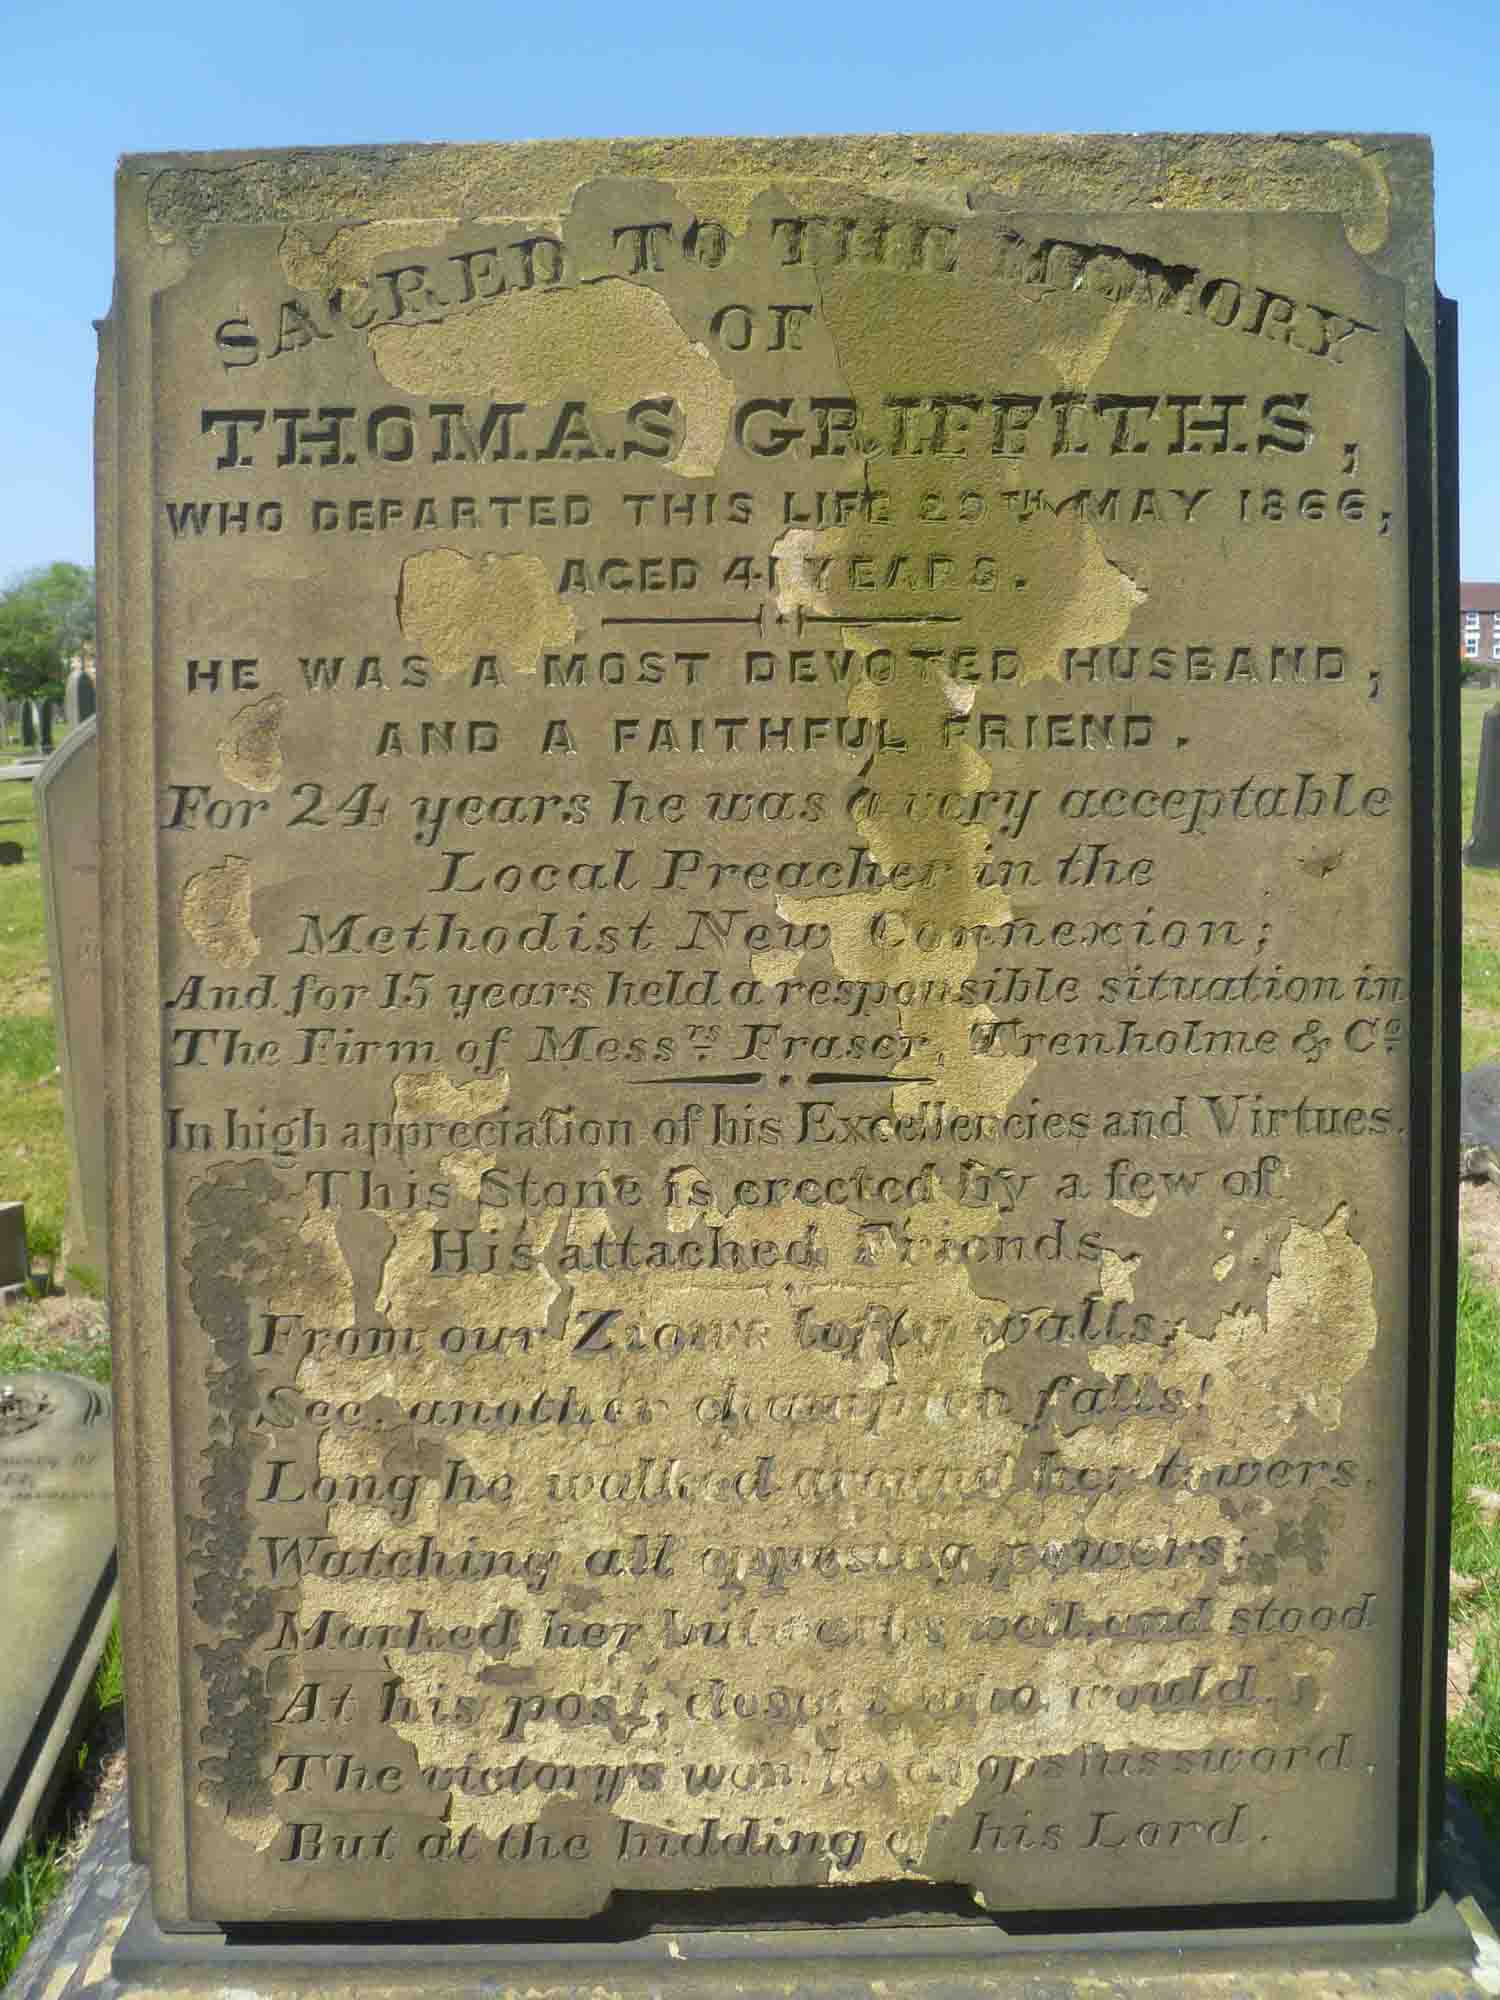 SACRED TO THE MEMORY
OF
THOMAS GRIFFITHS,
WHO DEPARTED THIS LIFE 29TH MAY 1866,
AGED 41 YEARS.
HE WAS A MOST DEVOTED HUSBAND,
AND A FAITHFUL FRIEND.
For 24 years he was a very acceptable
Local Preacher in the
Methodist New Connexion;
And for 15 years held a responsible situation in
The Firm of Messrs. Fraser, Trenholme & Co.
In high appreciation of his Excellencies and Virtues.
This Stone is erected by a few of
His attached Friends.
From our Zions lofty walls,
See, another champion falls!
Long he walked around her towers.
Watching all opposing powers;
Marked her bulwarks well, and stood
At his post, who would.
The victory's won, he drops his sword.
But at the bidding of his Lord.